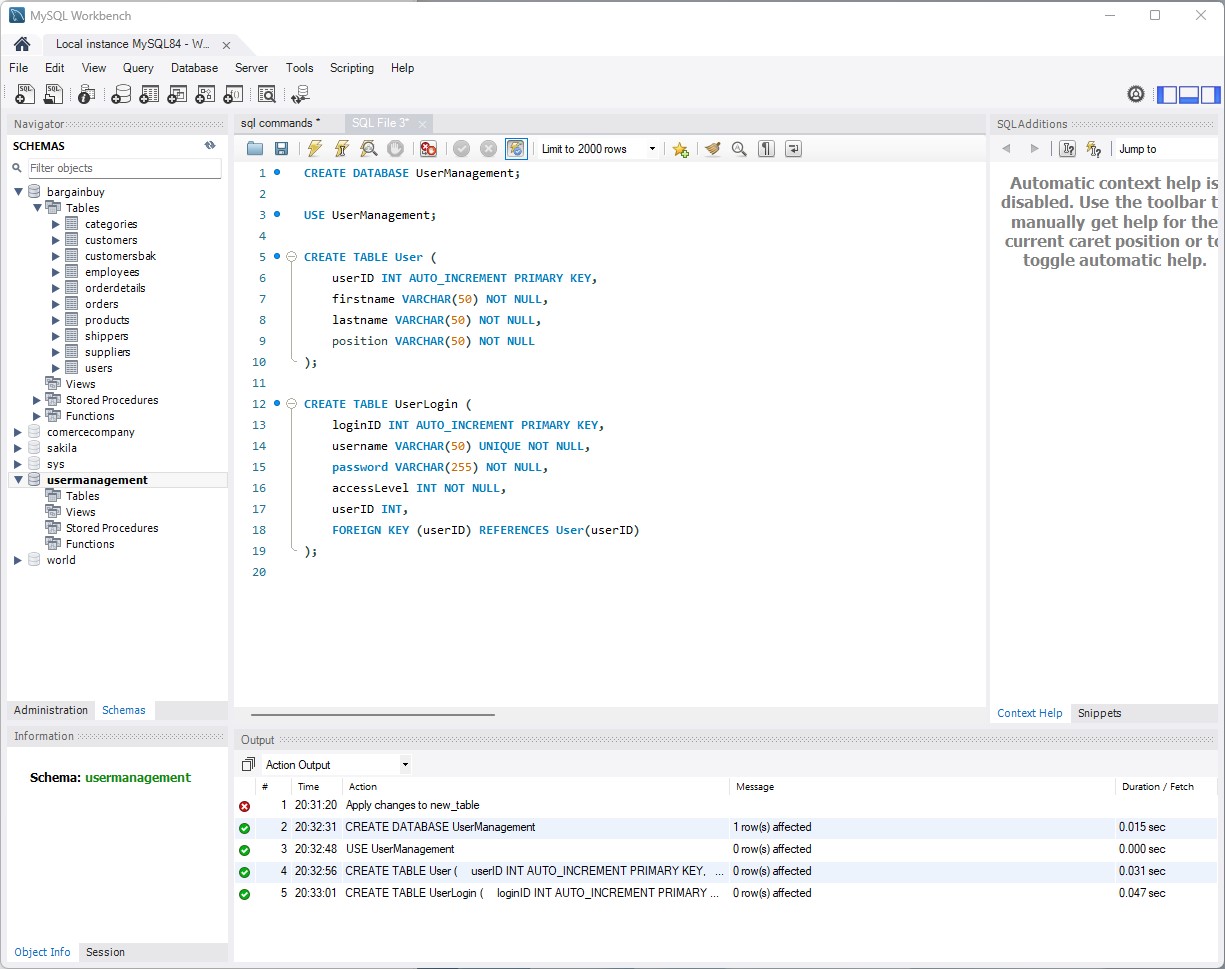 MySQL Workbench
Local instance MySQL84 - W...
File Edit View Query Database Server Tools Scripting Help
Navigator
SCHEMAS
Filter objects
bargainbuy
Tables
categories
customers
customersbak
employees
orderdetails
orders
products
shippers
suppliers
users
Views
Stored Procedures
Functions
comercecompany
sakila
sys
usermanagement
Tables
Views
Stored Procedures
Functions
world
Administration Schemas
Information
Schema: usermanagement
Object Info Session
sql commands * SQL File 3*
Limit to 2000 rows
1 CREATE DATABASE UserManagement;
2
3 USE UserManagement;
4
5 CREATE TABLE User (
6 userID INT AUTO_INCREMENT PRIMARY KEY,
7 firstname VARCHAR(50) NOT NULL,
8 lastname VARCHAR(50) NOT NULL,
9 position VARCHAR(50) NOT NULL
10 );
11
12 CREATE TABLE UserLogin (
13 loginID INT AUTO_INCREMENT PRIMARY KEY,
14 username VARCHAR(50) UNIQUE NOT NULL,
15 password VARCHAR(255) NOT NULL,
16 accessLevel INT NOT NULL,
17 userID INT,
18 FOREIGN KEY (userID) REFERENCES User(userID)
19 );
20
SQLAdditions
Jump to
Automatic context help is
disabled. Use the toolbar t
manually get help for the
current caret position or to
toggle automatic help.
Context Help Snippets
Output
Action Output
# Time Action Message Duration / Fetch
1 20:31:20 Apply changes to new_table
2 20:32:31 CREATE DATABASE UserManagement 1 row(s) affected 0.015 sec
3 20:32:48 USE UserManagement 0 row(s) affected 0.000 sec
4 20:32:56 CREATE TABLE User ( userID INT AUTO_INCREMENT PRIMARY KEY, ... 0 row(s) affected 0.031 sec
5 20:33:01 CREATE TABLE UserLogin ( loginID INT AUTO_INCREMENT PRIMARY ... 0 row(s) affected 0.047 sec